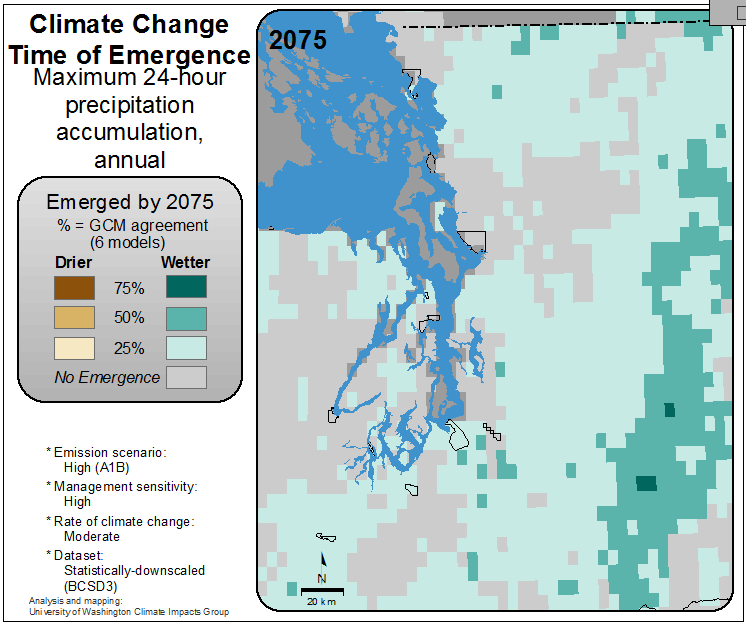 Climate Change
Time of Emergence
Maximum 24-hour
precipitation
accumulation,
annual
Emerged by 2075
% = GCM agreement
(6 models)
Drier Wetter
75%
50%
25%
No Emergence
* Emission scenario:
High (A1B)
* Management sensitivity:
High
* Rate of climate change:
Moderate
* Dataset:
Statistically-downscaled
(BCSD3)
Analysis and mapping:
University of Washington Climate Impacts Group
2075
N
20 km